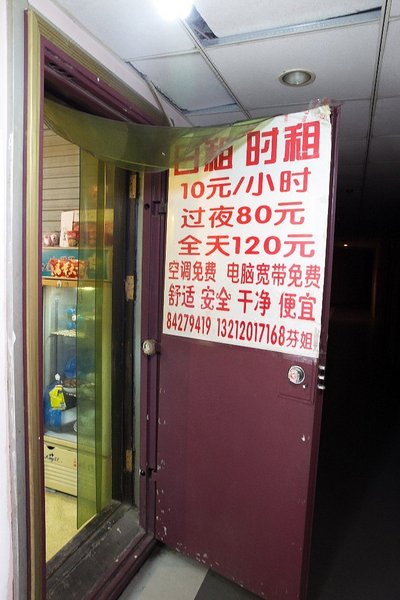 日租 时租
10元/小时
过夜80元
全天120元
空调免费 电脑宽带免费
舒适 安全 干净 便宜
84279419 13212017168芬姐